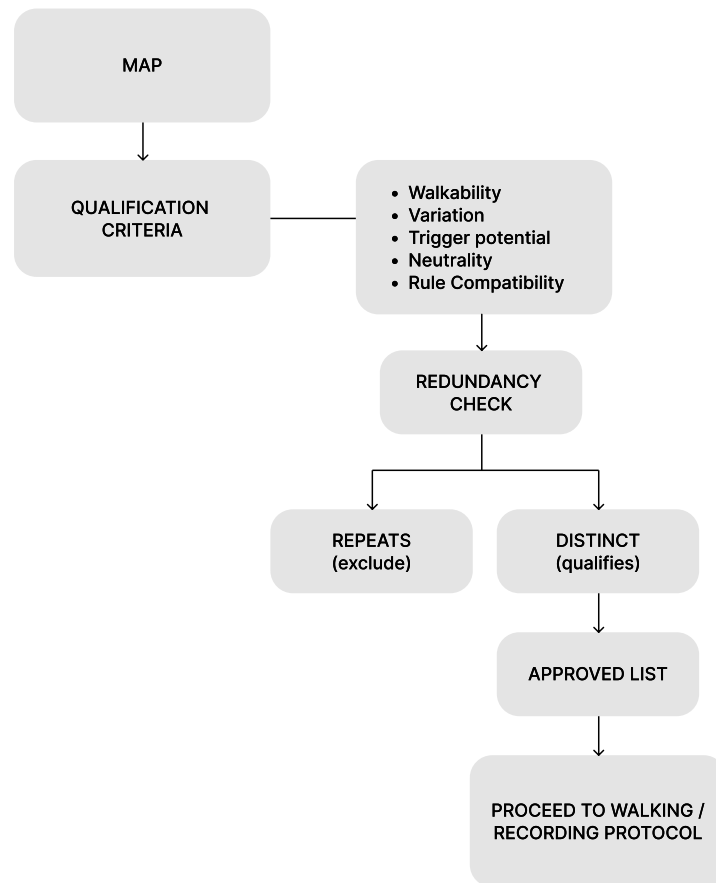 MAP
QUALIFICATION
CRITERIA
• Walkability
• Variation
• Trigger potential
• Neutrality
• Rule Compatibility
REDUNDANCY
CHECK
REPEATS
(exclude)
DISTINCT
(qualifies)
APPROVED LIST
PROCEED TO WALKING /
RECORDING PROTOCOL